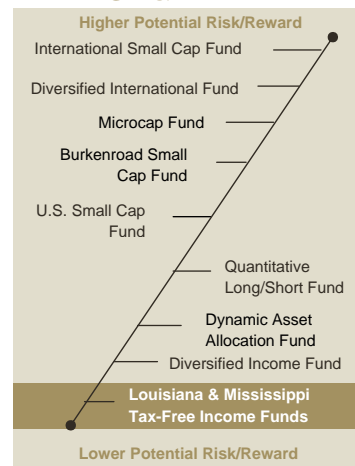 Higher Potential Risk/Reward
International Small Cap Fund
Diversified International Fund
Microcap Fund
Burkenroad Small
Cap Fund
U.S. Small Cap
Fund
Quantitative
Long/Short Fund
Dynamic Asset
Allocation Fund
Diversified Income Fund
Louisiana & Mississippi
Tax-Free Income Funds
Lower Potential Risk/Reward